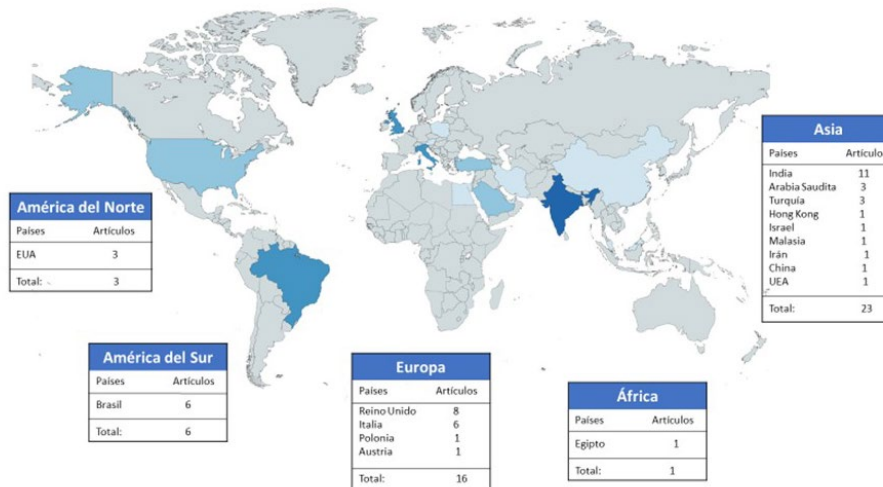 Asia
Países Artículo
India 11
Arabia Saudita 3
Turquía 3
Hong Kong 1
Israel 1
Malasia 1
Irán 1
China 1
UEA 1
Total: 23
América del Norte
Países Artículos
EUA 3
Total: 3
América del Sur
Países Artículos
Brasil 6
Total: 6
Europa
Países Artículos
Reino Unido 8
Italia 6
Polonia 1
Austria 1
Total: 16
África
Países Artículos
Egipto 1
Total: 1